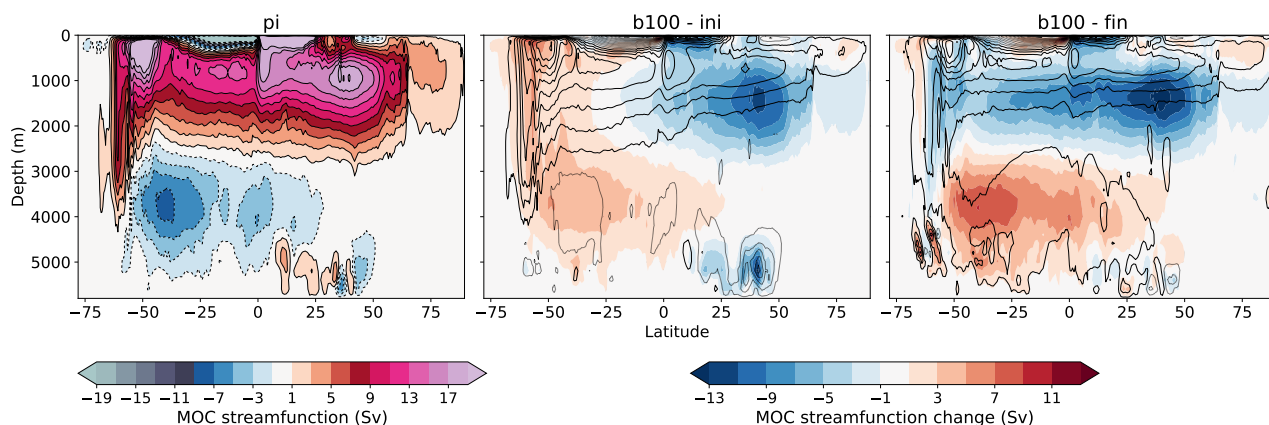 pi
b100 - ini
b100 - fin
Depth (m)
0
1000
2000
3000
4000
5000
−75 −50 −25 0 25 50 75
−75 −50 −25 0 25 50 75
−75 −50 −25 0 25 50 75
Latitude
−19 −15 −11 −7 −3 1 5 9 13 17
MOC streamfunction (Sv)
−13 −9 −5 −1 3 7 11
MOC streamfunction change (Sv)